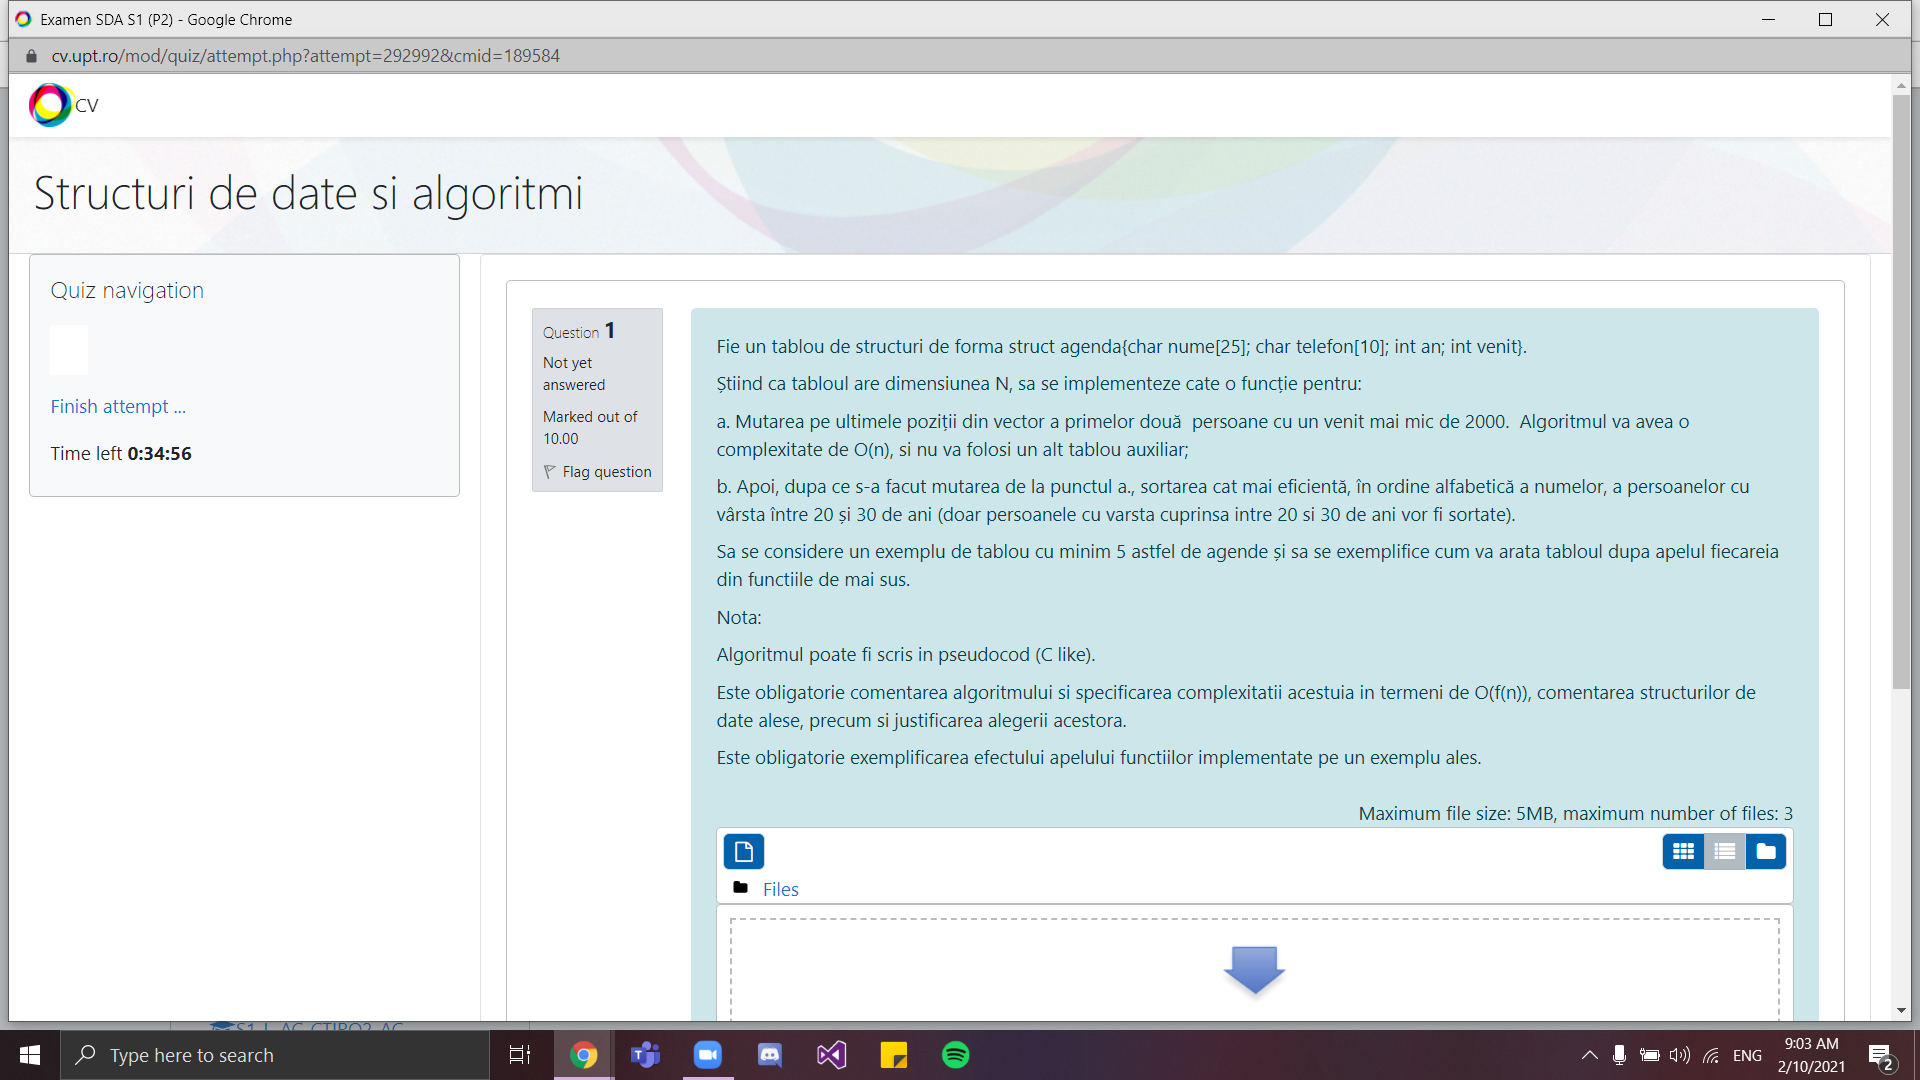 Examen SDA S1 (P2) - Google Chrome
cv.upt.ro/mod/quiz/attempt.php?attempt=292992&cmid=189584
CV
Structuri de date si algoritmi
Quiz navigation
Finish attempt ...
Time left 0:34:56
Question 1
Not yet
answered
Marked out of
10.00
Flag question
Fie un tablou de structuri de forma struct agenda{char nume[25]; char telefon[10]; int an; int venit}.
Știind ca tabloul are dimensiunea N, sa se implementeze cate o funcție pentru:
a. Mutarea pe ultimele poziții din vector a primelor două  persoane cu un venit mai mic de 2000.  Algoritmul va avea o
complexitate de O(n), si nu va folosi un alt tablou auxiliar;
b. Apoi, dupa ce s-a facut mutarea de la punctul a., sortarea cat mai eficientă, în ordine alfabetică a numelor, a persoanelor cu
vârsta între 20 și 30 de ani (doar persoanele cu varsta cuprinsa intre 20 si 30 de ani vor fi sortate).
Sa se considere un exemplu de tablou cu minim 5 astfel de agende și sa se exemplifice cum va arata tabloul dupa apelul fiecareia
din functiile de mai sus.
Nota:
Algoritmul poate fi scris in pseudocod (C like).
Este obligatorie comentarea algoritmului si specificarea complexitatii acestuia in termeni de O(f(n)), comentarea structurilor de
date alese, precum si justificarea alegerii acestora.
Este obligatorie exemplificarea efectului apelului functiilor implementate pe un exemplu ales.
Maximum file size: 5MB, maximum number of files: 3
Files
Type here to search
ENG
9:03 AM
2/10/2021
2